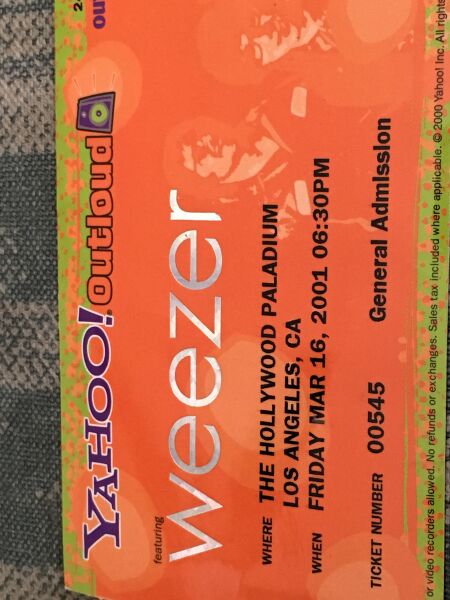 YAHOO! outloud
featuring
weezer
WHERE THE HOLLYWOOD PALADIUM
LOS ANGELES, CA
WHEN FRIDAY MAR 16, 2001 06:30PM
TICKET NUMBER 00545 General Admission
or video recorders allowed. No refunds or exchanges. Sales tax included where applicable. © 2000 Yahoo! Inc. All rights